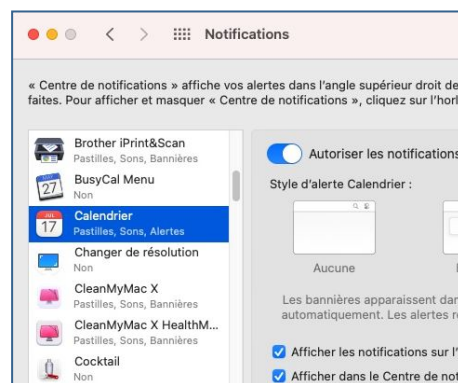 Notifications
« Centre de notifications » affiche vos alertes dans l'angle supérieur droit de
faites. Pour afficher et masquer « Centre de notifications », cliquez sur l'horl
Brother iPrint&Scan
Pastilles, Sons, Bannières
BusyCal Menu
Non
27
JUL
17
Calendrier
Pastilles, Sons, Alertes
Changer de résolution
Non
CleanMyMac X
Pastilles, Sons, Bannières
CleanMyMac X HealthM...
Pastilles, Sons, Bannières
Cocktail
Non
Autoriser les notifications
Style d'alerte Calendrier :
Aucune
Les bannières apparaissent dan
automatiquement. Les alertes r
Afficher les notifications sur l'
Afficher dans le Centre de not